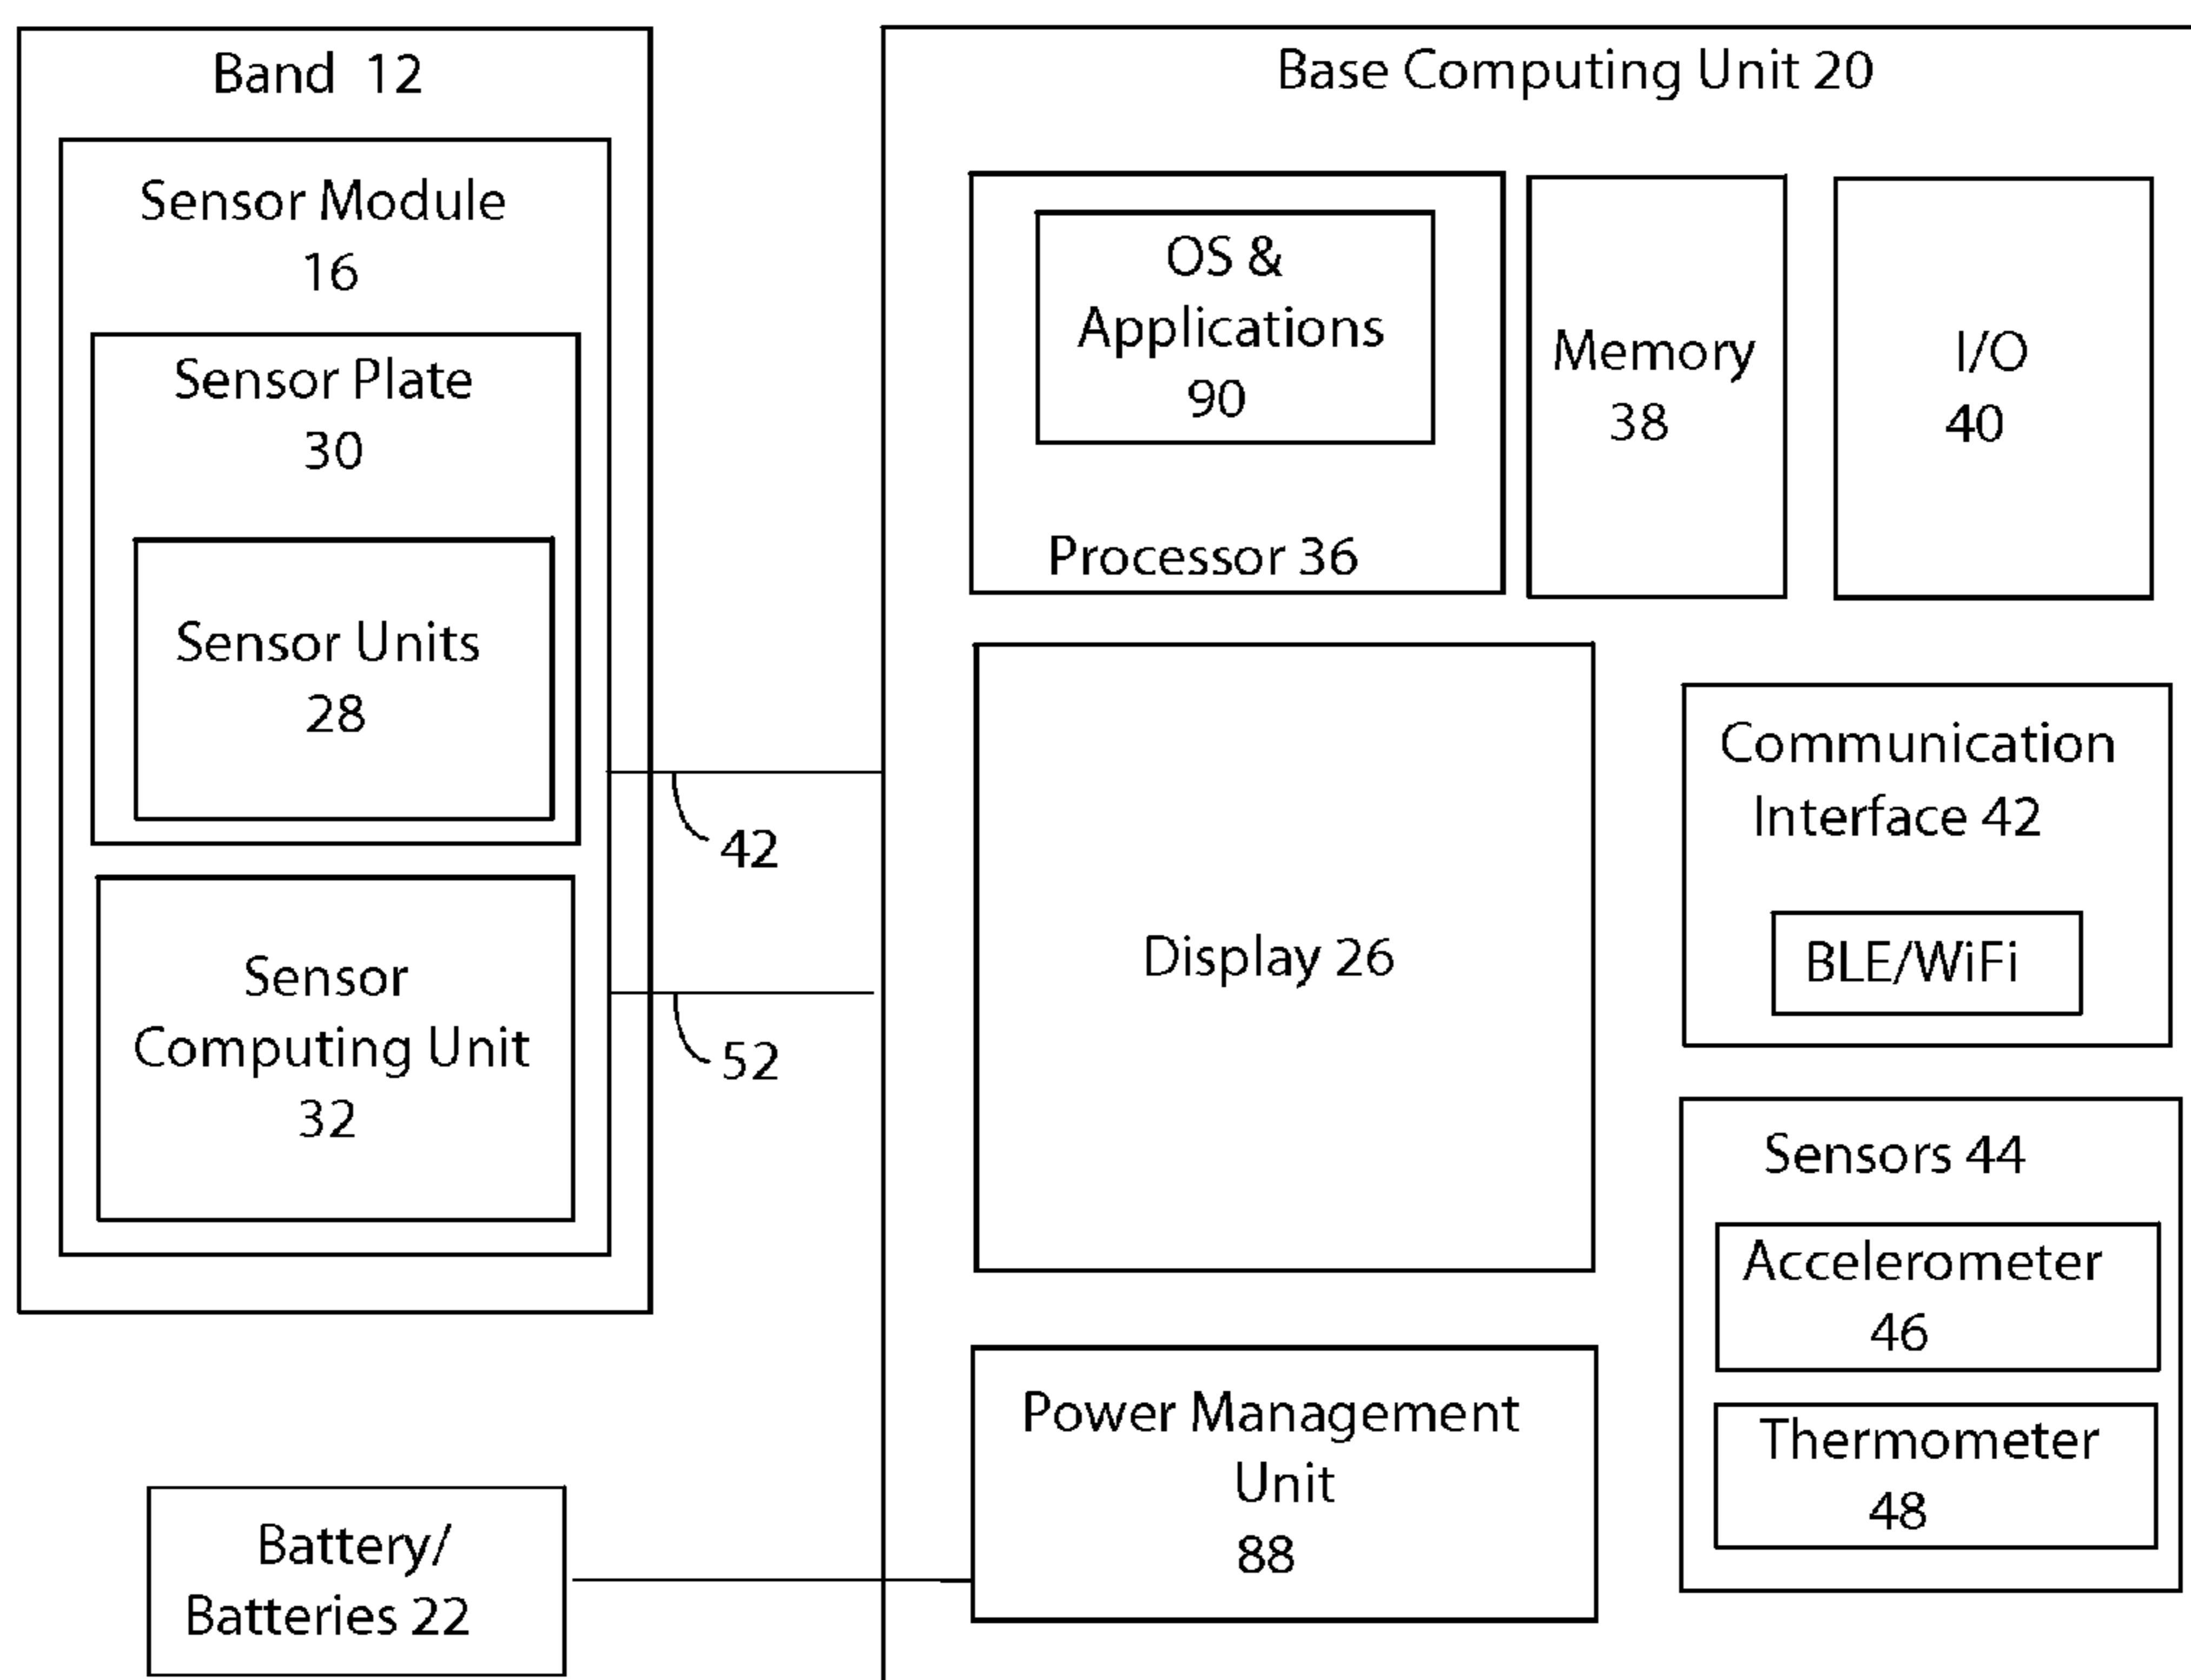 Band 12
Sensor Module
16
Sensor Plate
30
Sensor Units
28
Sensor
Computing Unit
32
42
52
Battery/
Batteries 22
Base Computing Unit 20
OS &
Applications
90
Processor 36
Memory
38
I/O
40
Display 26
Communication
Interface 42
BLE/WiFi
Sensors 44
Accelerometer
46
Thermometer
48
Power Management
Unit
88